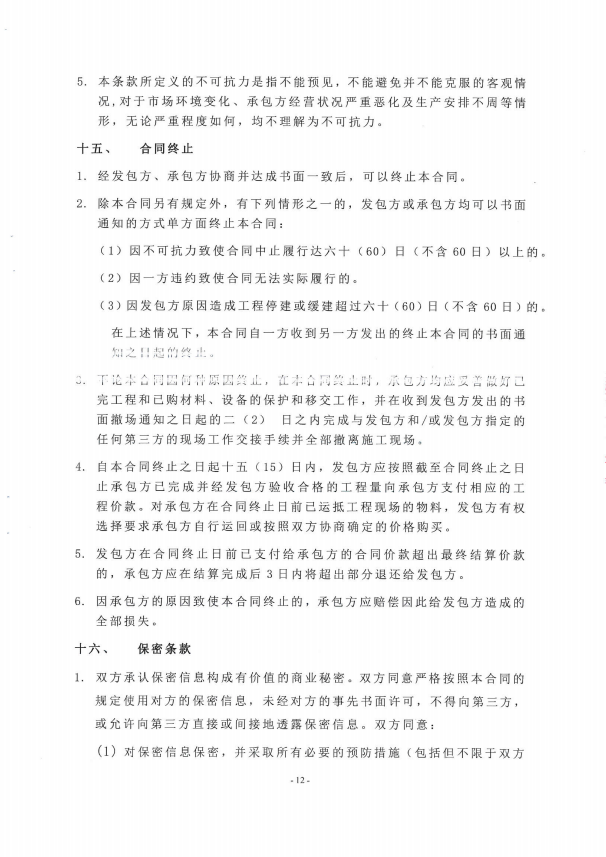 5. 本条款所定义的不可抗力是指不能预见，不能避免并不能克服的客观情
况,对于市场环境变化、承包方经营状况严重恶化及生产安排不周等情
形，无论严重程度如何，均不理解为不可抗力。
十五、 合同终止
1. 经发包方、承包方协商并达成书面一致后，可以终止本合同。
2. 除本合同另有规定外，有下列情形之一的，发包方或承包方均可以书面
通知的方式单方面终止本合同：
（1）因不可抗力致使合同中止履行达六十（60）日（不含 60 日）以上的。
（2）因一方违约致使合同无法实际履行的。
（3）因发包方原因造成工程停建或缓建超过六十（60）日（不含 60 日）的。
在上述情况下，本合同自一方收到另一方发出的终止本合同的书面通
知之日起的终止。
3. 本合同因何种原因终止，在本合同终止时，承包方均应妥善做好已
完工程和已购材料、设备的保护和移交工作，并在收到发包方发出的书
面撤场通知之日起的二（2） 日之内完成与发包方和/或发包方指定的
任何第三方的现场工作交接手续并全部撤离施工现场。
4. 自本合同终止之日起十五（15）日内，发包方应按照截至合同终止之日
止承包方已完成并经发包方验收合格的工程量向承包方支付相应的工
程价款。对承包方在合同终止日前已运抵工程现场的物料，发包方有权
选择要求承包方自行运回或按照双方协商确定的价格购买。
5. 发包方在合同终止日前已支付给承包方的合同价款超出最终结算价款
的，承包方应在结算完成后 3 日内将超出部分退还给发包方。
6. 因承包方的原因致使本合同终止的，承包方应赔偿因此给发包方造成的
全部损失。
十六、 保密条款
1. 双方承认保密信息构成有价值的商业秘密。双方同意严格按照本合同的
规定使用对方的保密信息，未经对方的事先书面许可，不得向第三方，
或允许向第三方直接或间接地透露保密信息。双方同意：
(1) 对保密信息保密，并采取所有必要的预防措施（包括但不限于双方
- 12 -